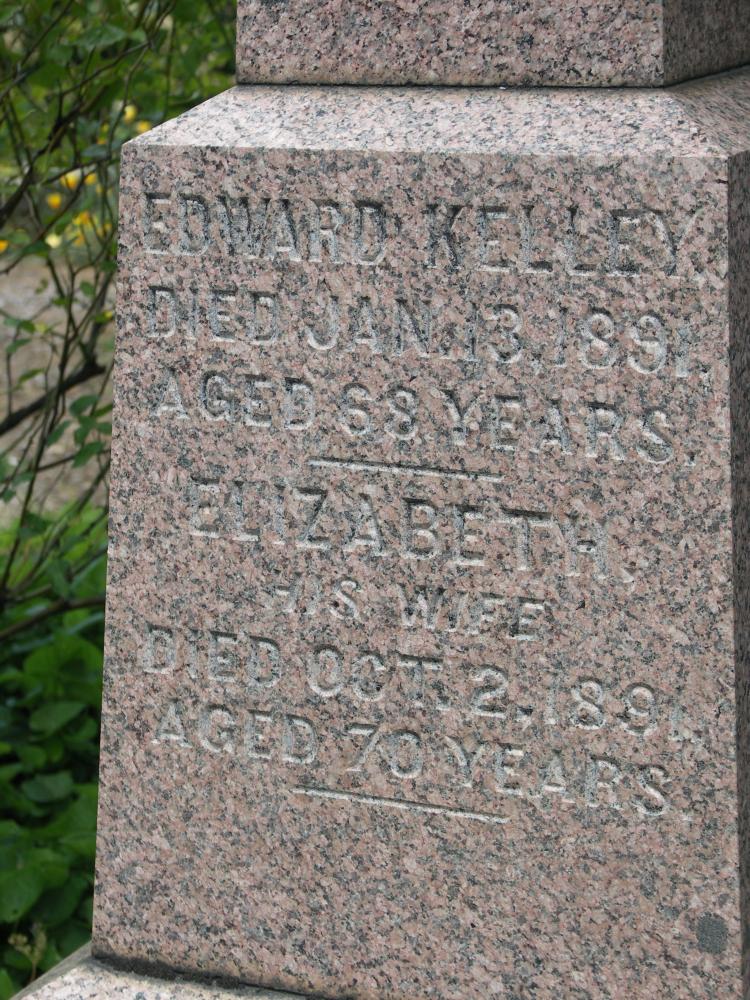 EDWARD KELLEY.
DIED JAN. 13, 1891,
AGED 68 YEARS.
ELIZABETH,
HIS WIFE
DIED OCT. 2, 1891,
AGED 70 YEARS.